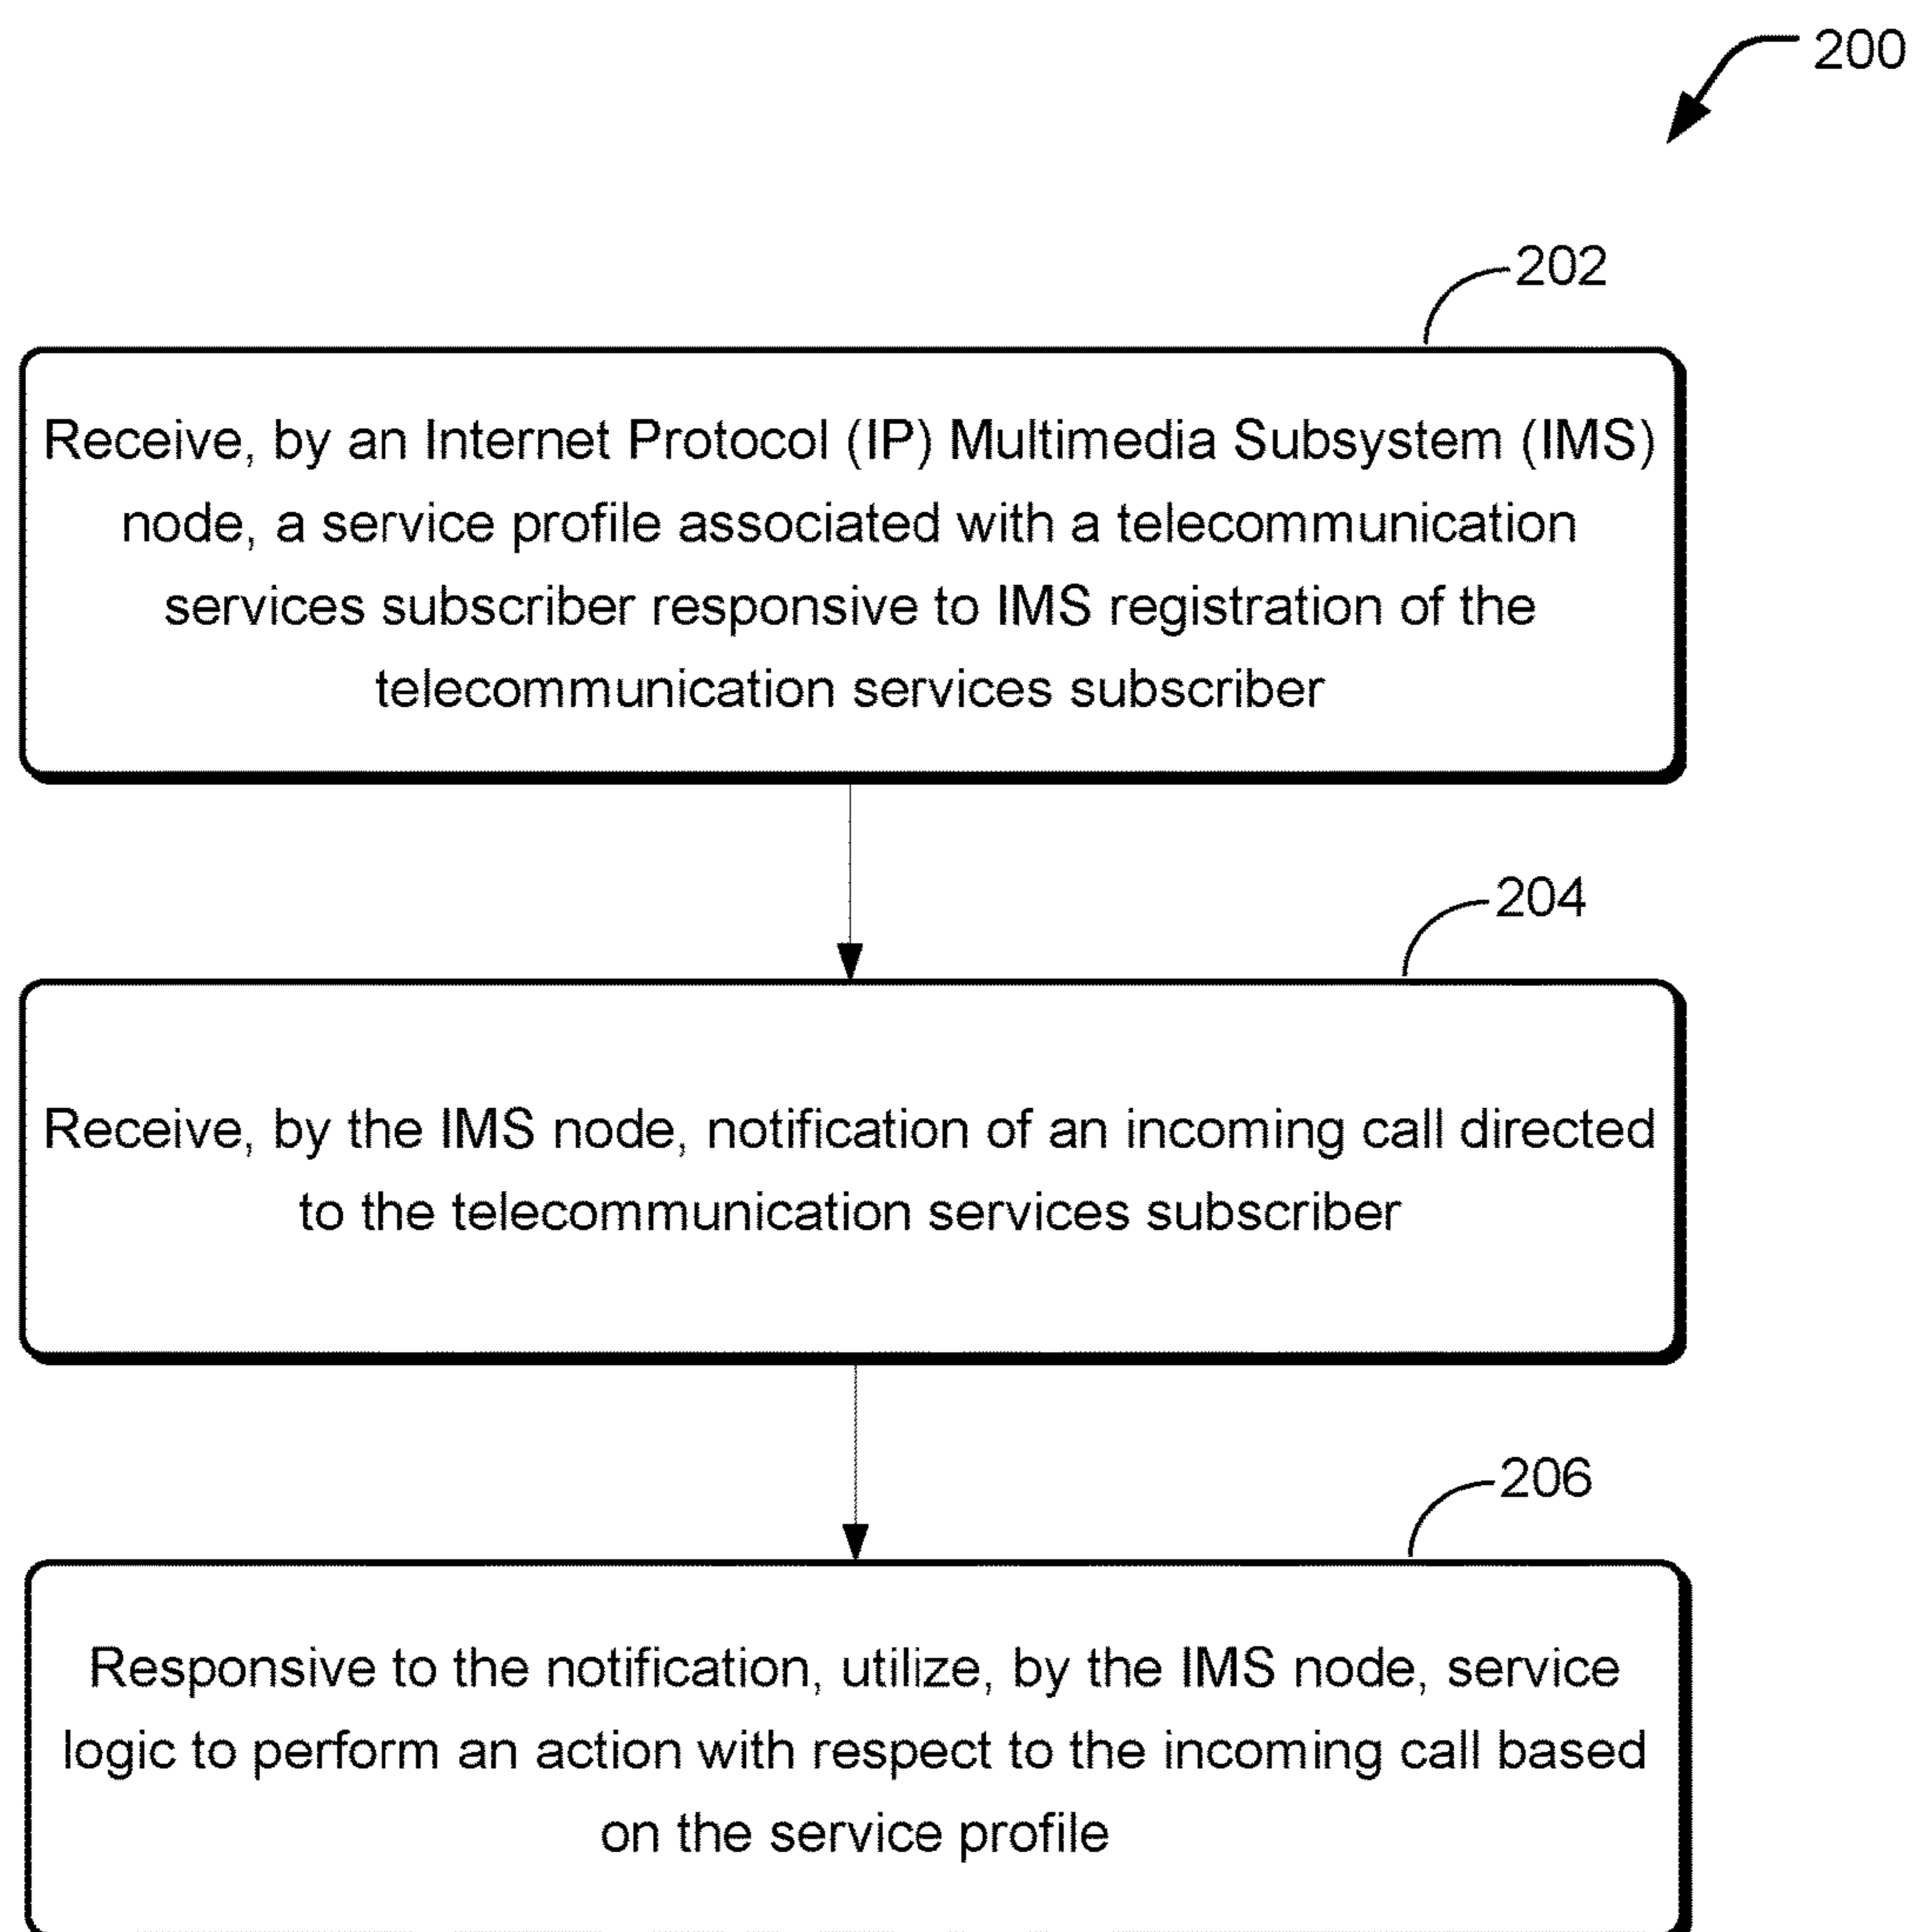 200
202
Receive, by an Internet Protocol (IP) Multimedia Subsystem (IMS)
node, a service profile associated with a telecommunication
services subscriber responsive to IMS registration of the
telecommunication services subscriber
204
Receive, by the IMS node, notification of an incoming call directed
to the telecommunication services subscriber
206
Responsive to the notification, utilize, by the IMS node, service
logic to perform an action with respect to the incoming call based
on the service profile